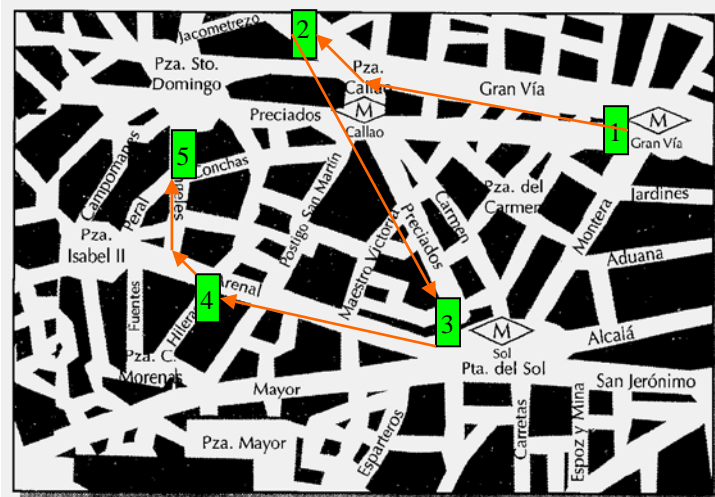 Jacometrezo
2
Pza. Sto.
Domingo
Pza.
Callao
Gran Vía
Preciados
M
Callao
1
M
Gran Vía
5
Conchas
Campomanes
Peral
Postigo San Martín
Maestro Victoria
Preciados
Carmen
Pza. del
Carmen
Montera
Jardines
Aduana
Pza.
Isabel II
Fuentes
Hilera
4
Arenal
3
M
Sol
Pta. del Sol
Alcalá
San Jerónimo
Pza. C.
Morenas
Mayor
Pza. Mayor
Esparteros
Carretas
Espoz y Mina